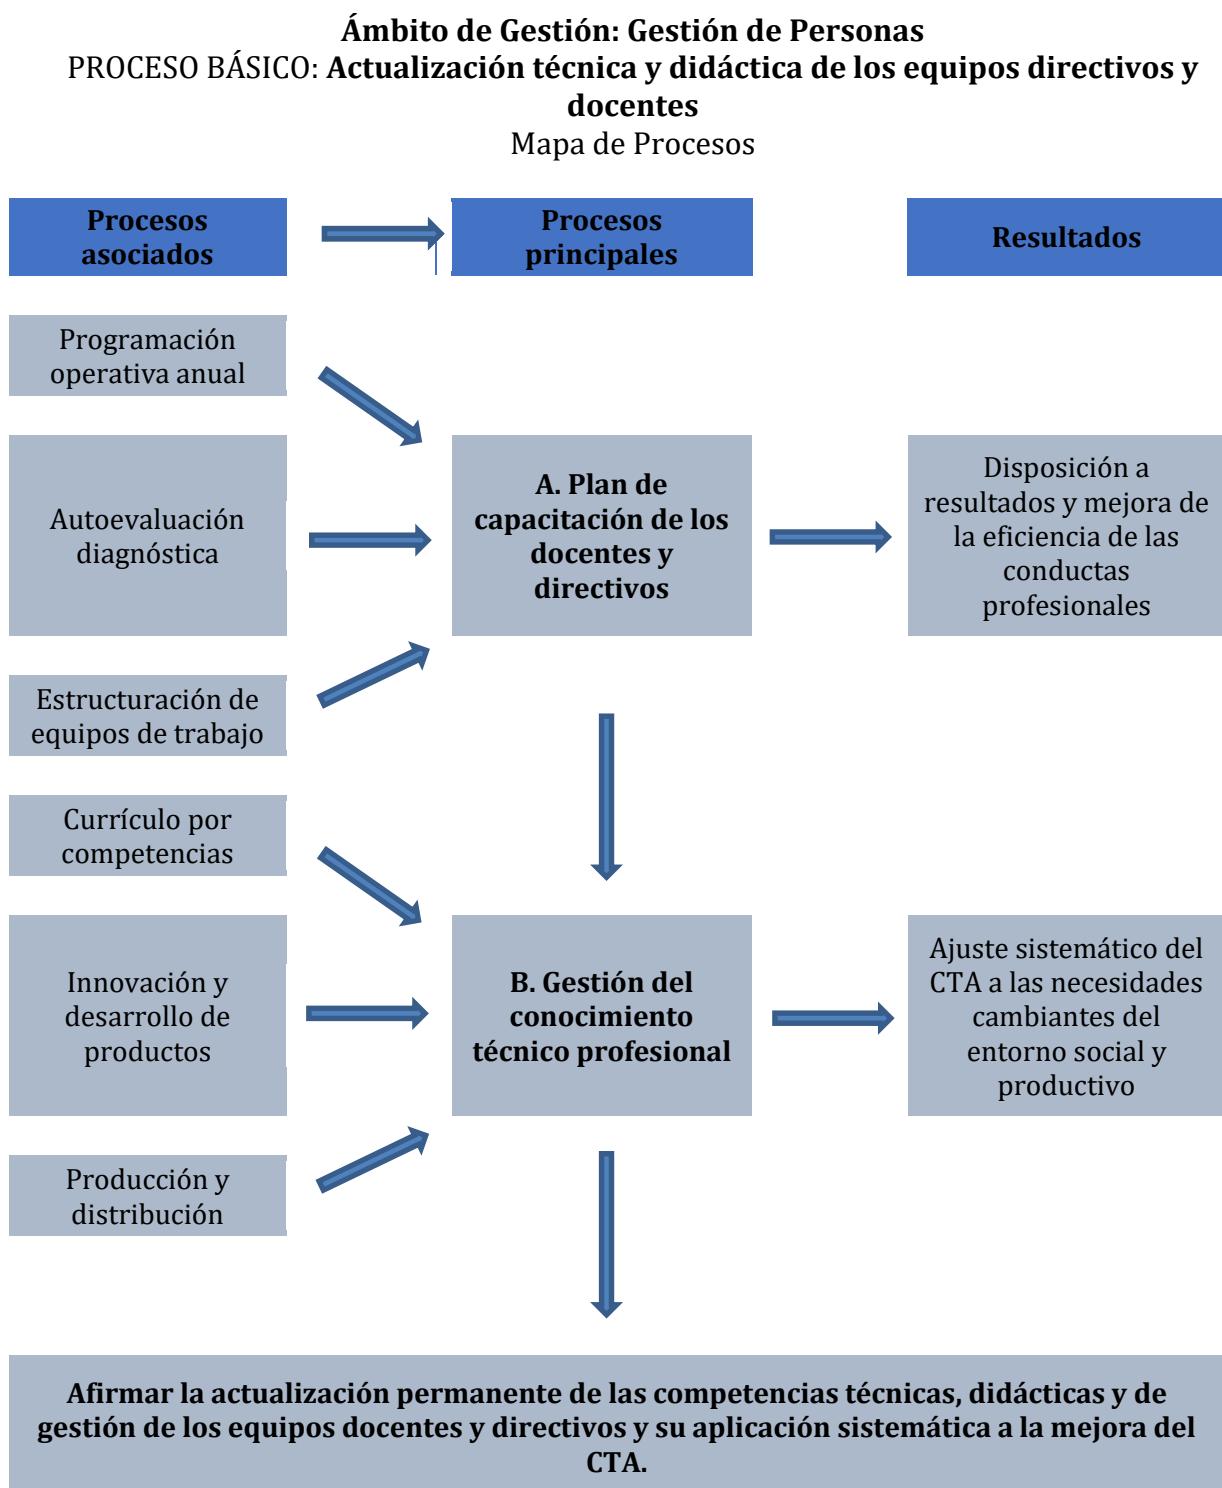 Ámbito de Gestión: Gestión de Personas
PROCESO BÁSICO: Actualización técnica y didáctica de los equipos directivos y
docentes
Mapa de Procesos
Procesos
asociados
Procesos
principales
Resultados
Programación
operativa anual
Autoevaluación
diagnóstica
Estructuración de
equipos de trabajo
A. Plan de
capacitación de los
docentes y
directivos
Disposición a
resultados y mejora de
la eficiencia de las
conductas
profesionales
Currículo por
competencias
Innovación y
desarrollo de
productos
Producción y
distribución
B. Gestión del
conocimiento
técnico profesional
Ajuste sistemático del
CTA a las necesidades
cambiantes del
entorno social y
productivo
Afirmar la actualización permanente de las competencias técnicas, didácticas y de
gestión de los equipos docentes y directivos y su aplicación sistemática a la mejora del
CTA.